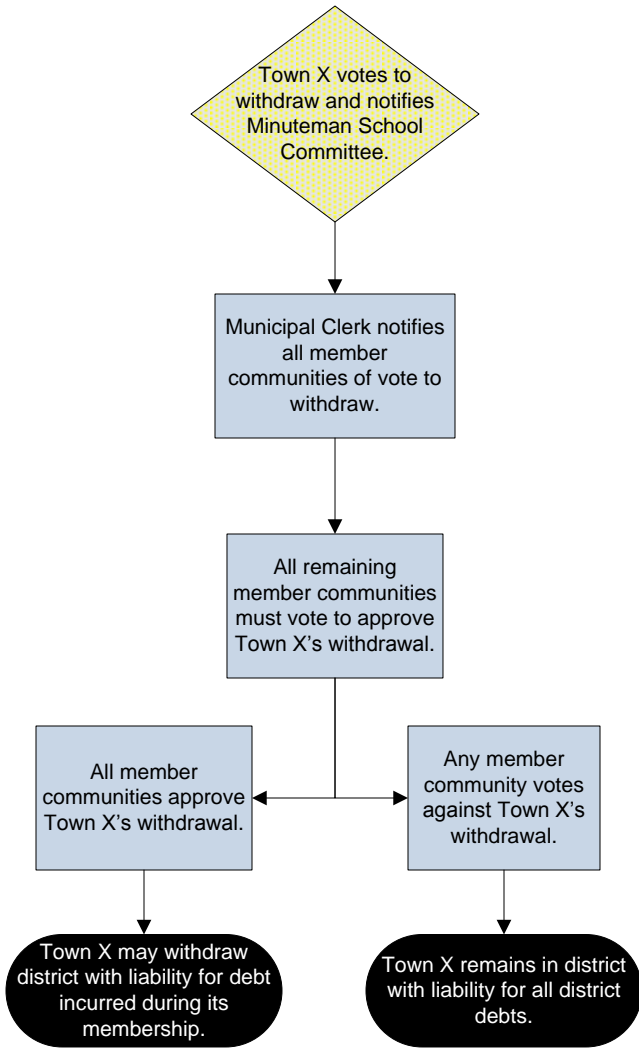 Town X votes to
withdraw and notifies
Minuteman School
Committee.
Municipal Clerk notifies
all member
communities of vote to
withdraw.
All remaining
member communities
must vote to approve
Town X's withdrawal.
All member
communities approve
Town X's withdrawal.
Any member
community votes
against Town X's
withdrawal.
Town X may withdraw
district with liability for debt
incurred during its
membership.
Town X remains in district
with liability for all district
debts.